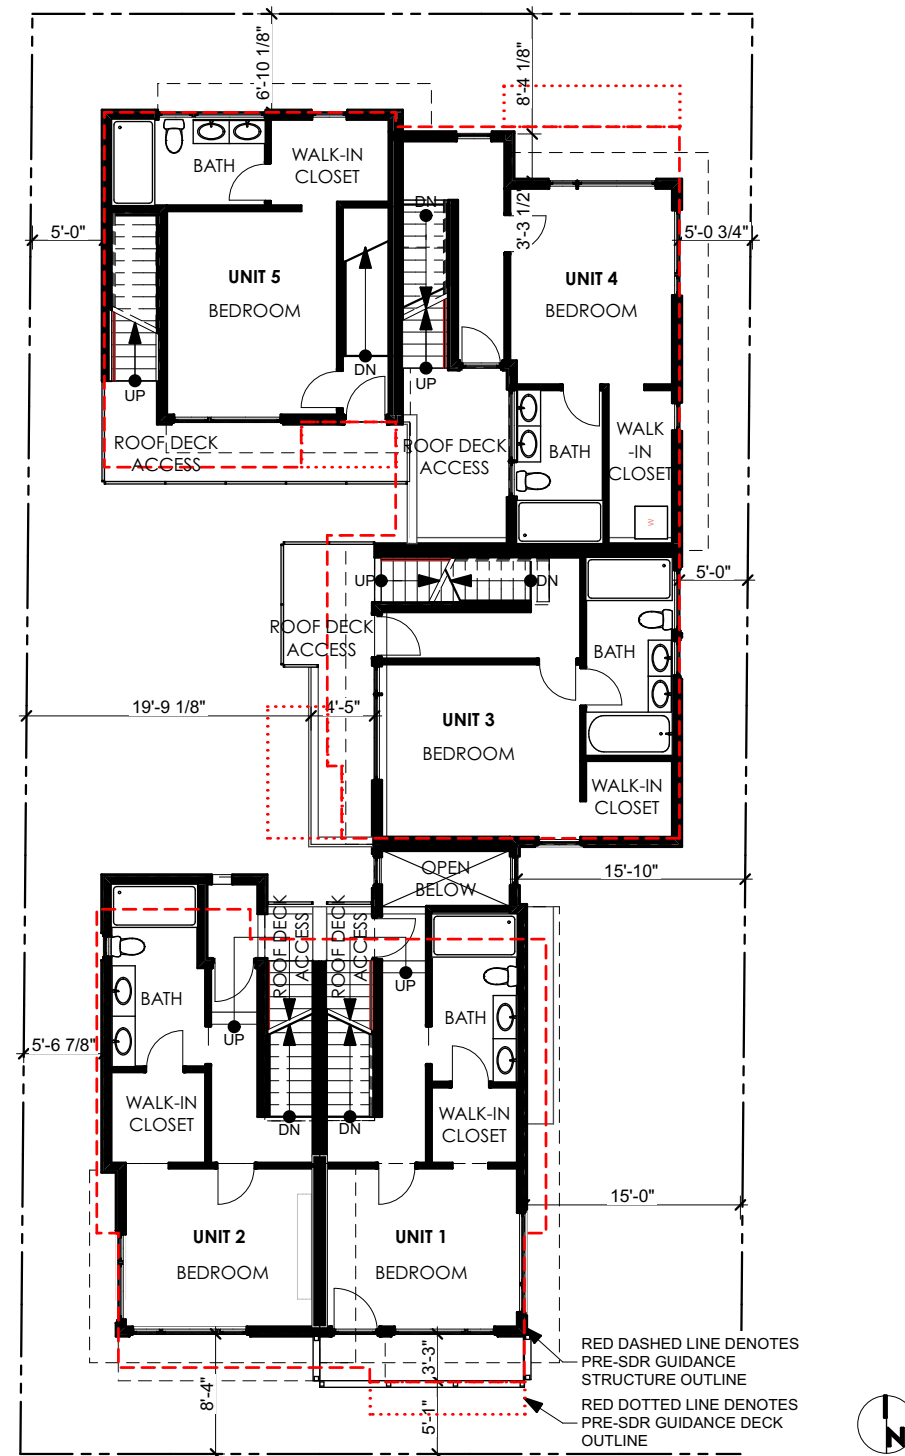 6'-10 1/8"
8'-4 1/8"
BATH
WALK-IN
CLOSET
DN
3'-3 1/2"
5'-0"
5'-0 3/4"
UNIT 5
BEDROOM
UNIT 4
BEDROOM
DN
UP
UP
ROOF DECK
ACCESS
ROOF DECK
ACCESS
BATH
WALK
-IN
CLOSET
W
UP
DN
5'-0"
ROOF DECK
ACCESS
BATH
19'-9 1/8"
4'-5"
UNIT 3
BEDROOM
WALK-IN
CLOSET
OPEN
BELOW
15'-10"
ROOF DECK
ACCESS
ROOF DECK
ACCESS
BATH
UP
BATH
UP
5'-6 7/8"
WALK-IN
CLOSET
DN
DN
WALK-IN
CLOSET
15'-0"
UNIT 2
BEDROOM
UNIT 1
BEDROOM
3'-3"
8'-4"
5'-1"
RED DASHED LINE DENOTES
PRE-SDR GUIDANCE
STRUCTURE OUTLINE
RED DOTTED LINE DENOTES
PRE-SDR GUIDANCE DECK
OUTLINE
N